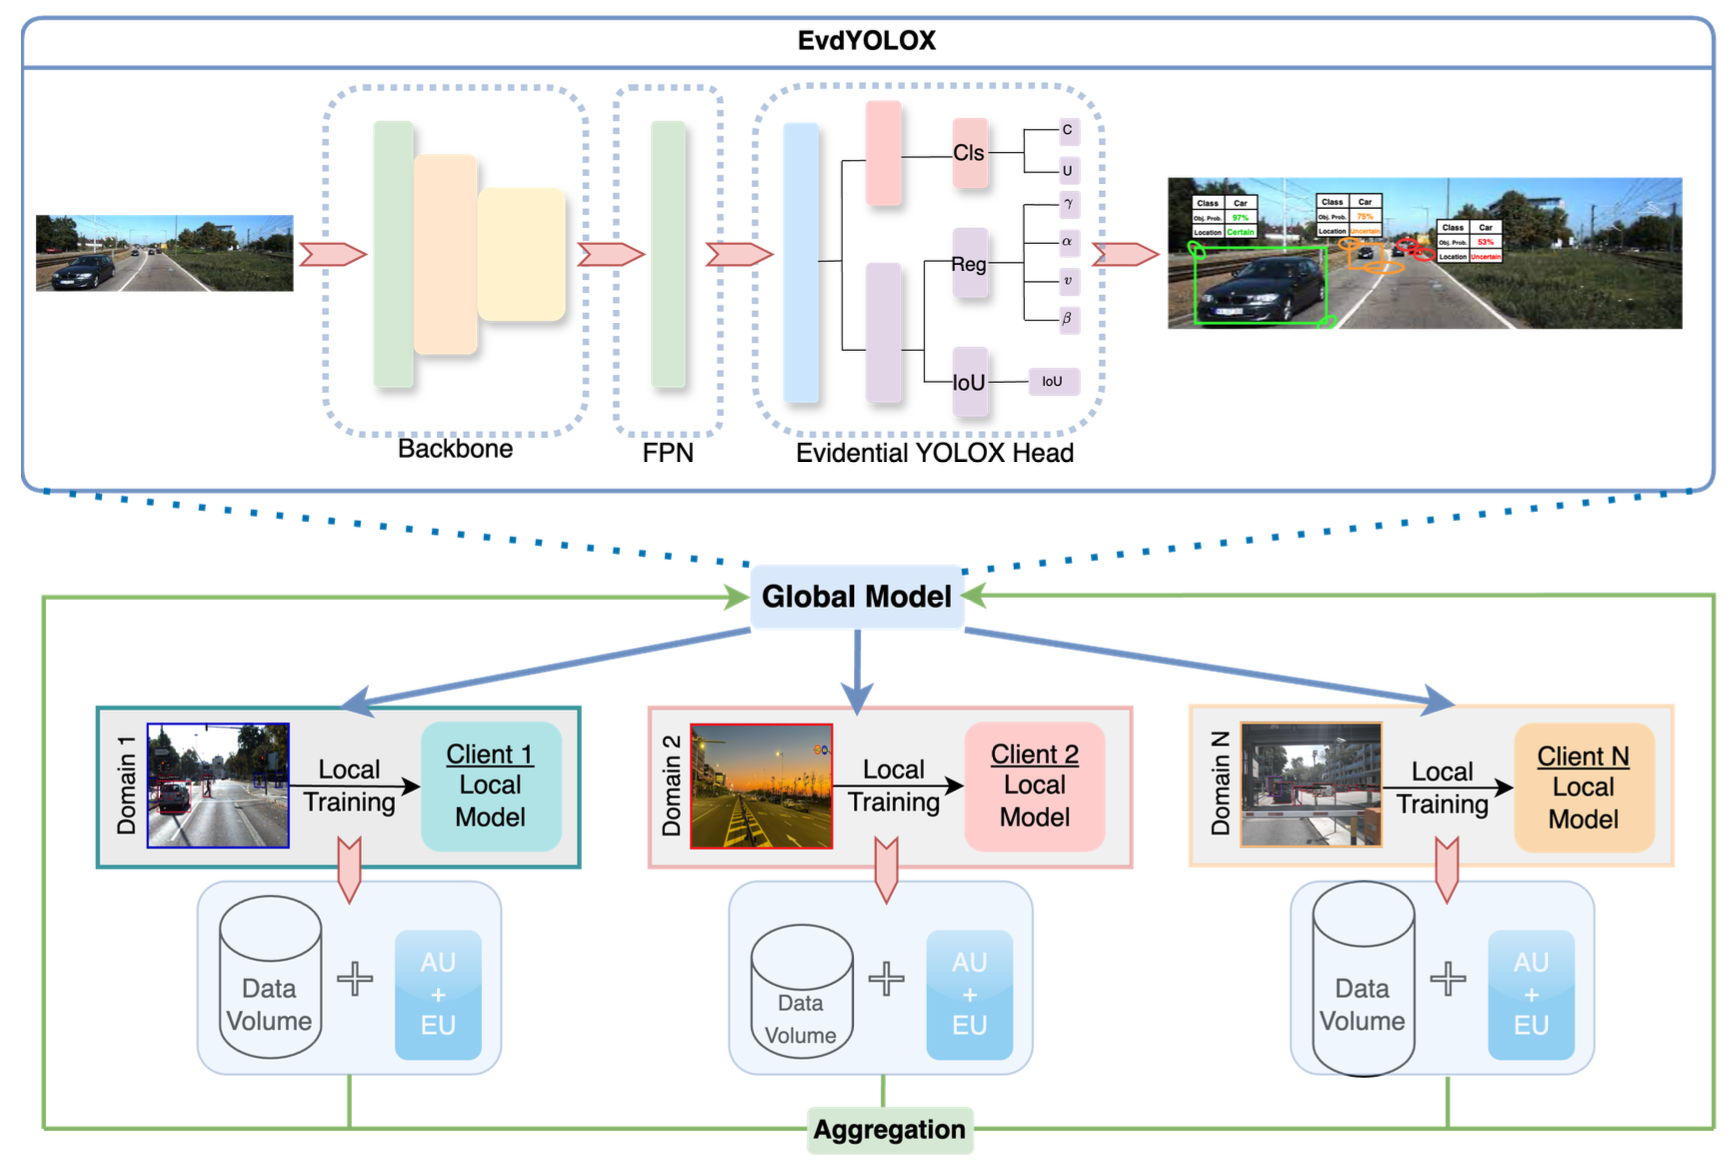 EvdYOLOX
Class Car
Obj. Prob. 97%
Location Certain
Class Car
Obj. Prob. 75%
Location Uncertain
Class Car
Obj. Prob. 53%
Location Uncertain
Cls
C
U
Reg
γ
α
υ
β
IoU
IoU
Backbone
FPN
Evidential YOLOX Head
Global Model
Domain 1
Local
Training
Client 1
Local
Model
Domain 2
Local
Training
Client 2
Local
Model
Domain N
Local
Training
Client N
Local
Model
Data
Volume
AU
+
EU
Data
Volume
AU
+
EU
Data
Volume
AU
+
EU
Aggregation